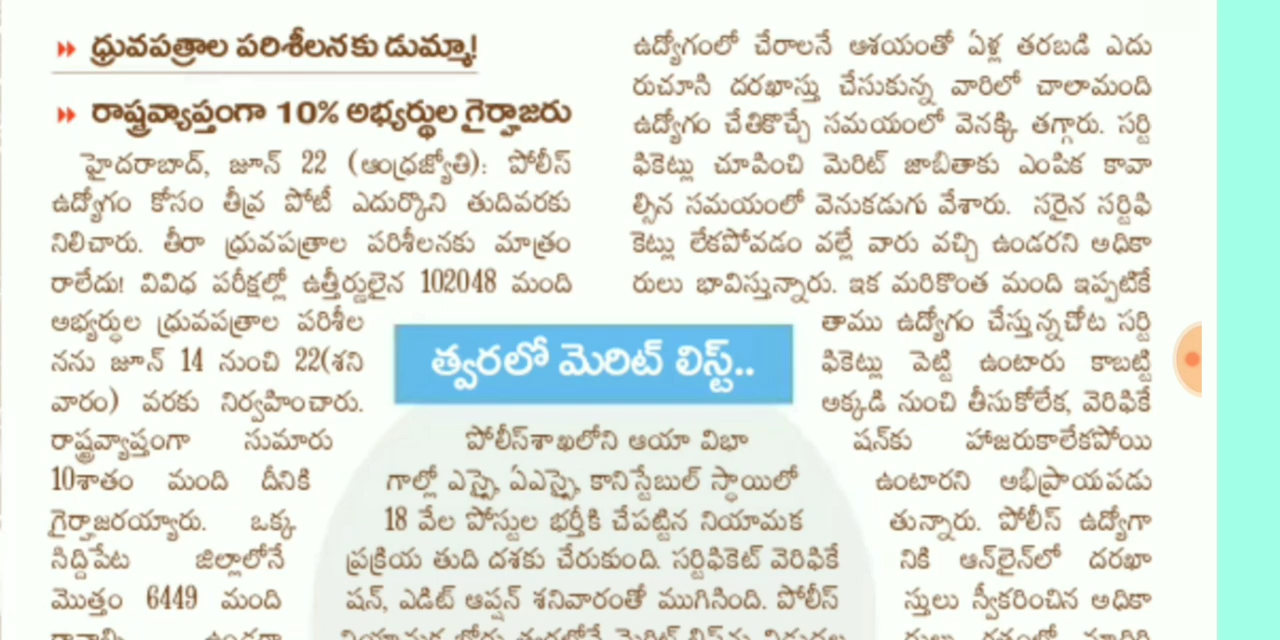 ధ్రువపత్రాల పరిశీలనకు డుమ్మా!
రాష్ట్రవ్యాప్తంగా 10% అభ్యర్థుల గైర్హాజరు
హైదరాబాద్, జూన్ 22 (ఆంధ్రజ్యోతి): పోలీస్
ఉద్యోగం కోసం తీవ్ర పోటీ ఎదుర్కొని తుదివరకు
నిలిచారు. తీరా ధ్రువపత్రాల పరిశీలనకు మాత్రం
రాలేదు! వివిధ పరీక్షల్లో ఉత్తీర్ణులైన 102048 మంది
అభ్యర్థుల ధ్రువపత్రాల పరిశీల
నను జూన్ 14 నుంచి 22(శని
వారం) వరకు నిర్వహించారు.
రాష్ట్రవ్యాప్తంగా సుమారు
10శాతం మంది దీనికి
గైర్హాజరయ్యారు. ఒక్క
సిద్దిపేట జిల్లాలోనే
మొత్తం 6449 మంది
త్వరలో మెరిట్ లిస్ట్..
పోలీస్‌శాఖలోని ఆయా విభా
గాల్లో ఎస్సై, ఏఎస్సై, కానిస్టేబుల్ స్థాయిలో
18 వేల పోస్టుల భర్తీకి చేపట్టిన నియామక
ప్రక్రియ తుది దశకు చేరుకుంది. సర్టిఫికెట్ వెరిఫికే
షన్, ఎడిట్ ఆప్షన్ శనివారంతో ముగిసింది. పోలీస్
ఉద్యోగంలో చేరాలనే ఆశయంతో ఏళ్ల తరబడి ఎదు
రుచూసి దరఖాస్తు చేసుకున్న వారిలో చాలామంది
ఉద్యోగం చేతికొచ్చే సమయంలో వెనక్కి తగ్గారు. సర్టి
ఫికెట్లు చూపించి మెరిట్ జాబితాకు ఎంపిక కావా
ల్సిన సమయంలో వెనుకడుగు వేశారు. సరైన సర్టిఫి
కెట్లు లేకపోవడం వల్లే వారు వచ్చి ఉండరని అధికా
రులు భావిస్తున్నారు. ఇక మరికొంత మంది ఇప్పటికే
తాము ఉద్యోగం చేస్తున్నచోట సర్టి
ఫికెట్లు పెట్టి ఉంటారు కాబట్టి
అక్కడి నుంచి తీసుకోలేక, వెరిఫికే
షన్‌కు హాజరుకాలేకపోయి
ఉంటారని అభిప్రాయపడు
తున్నారు. పోలీస్ ఉద్యోగా
నికి ఆన్‌లైన్‌లో దరఖా
స్తులు స్వీకరించిన అధికా